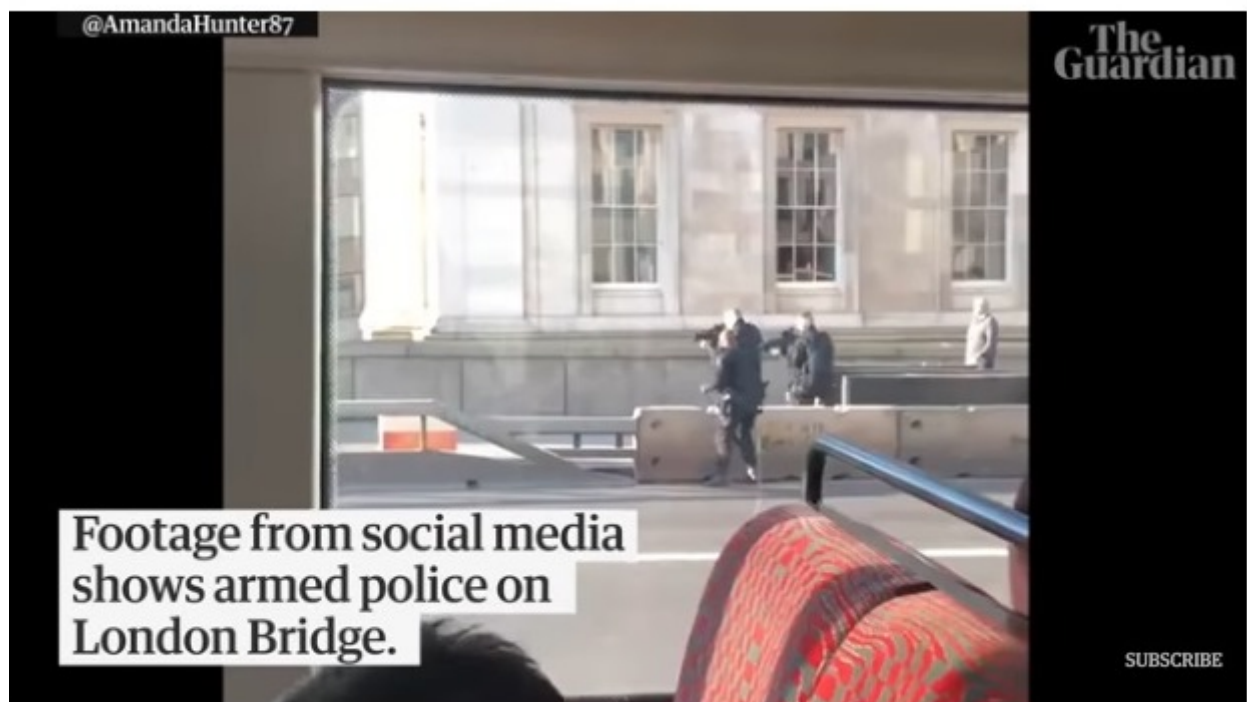 @AmandaHunter87
The
Guardian
Footage from social media
shows armed police on
London Bridge.
SUBSCRIBE